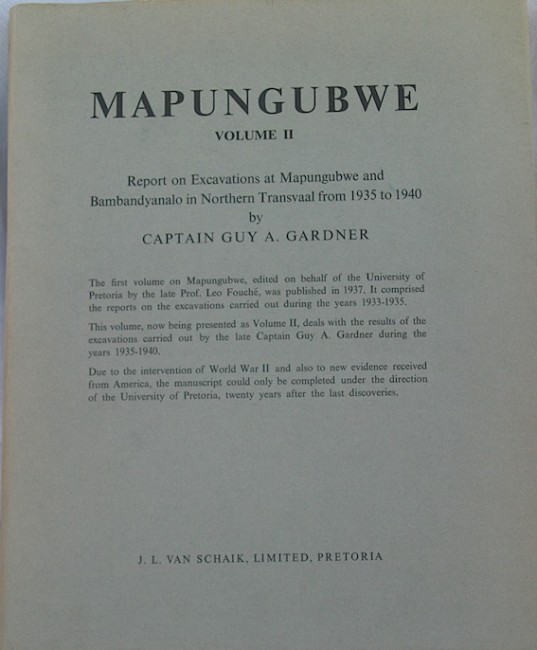 MAPUNGUBWE
VOLUME II
Report on Excavations at Mapungubwe and
Bambandyanalo in Northern Transvaal from 1935 to 1940
by
CAPTAIN GUY A. GARDNER
The first volume on Mapungubwe, edited on behalf of the University of
Pretoria by the late Prof. Leo Fouché, was published in 1937. It comprised
the reports on the excavations carried out during the years 1933-1935.
This volume, now being presented as Volume II, deals with the results of the
excavations carried out by the late Captain Guy A. Gardner during the
years 1935-1940.
Due to the intervention of World War II and also to new evidence received
from America, the manuscript could only be completed under the direction
of the University of Pretoria, twenty years after the last discoveries.
J. L. VAN SCHAIK, LIMITED, PRETORIA